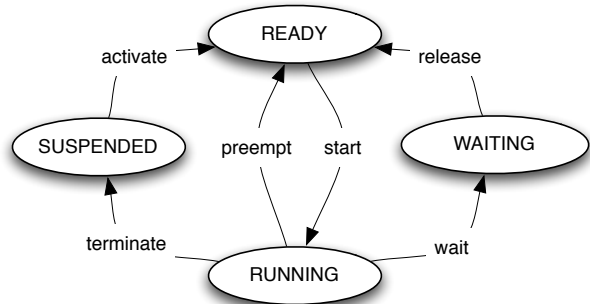 READY
activate
release
SUSPENDED
preempt
start
WAITING
terminate
wait
RUNNING